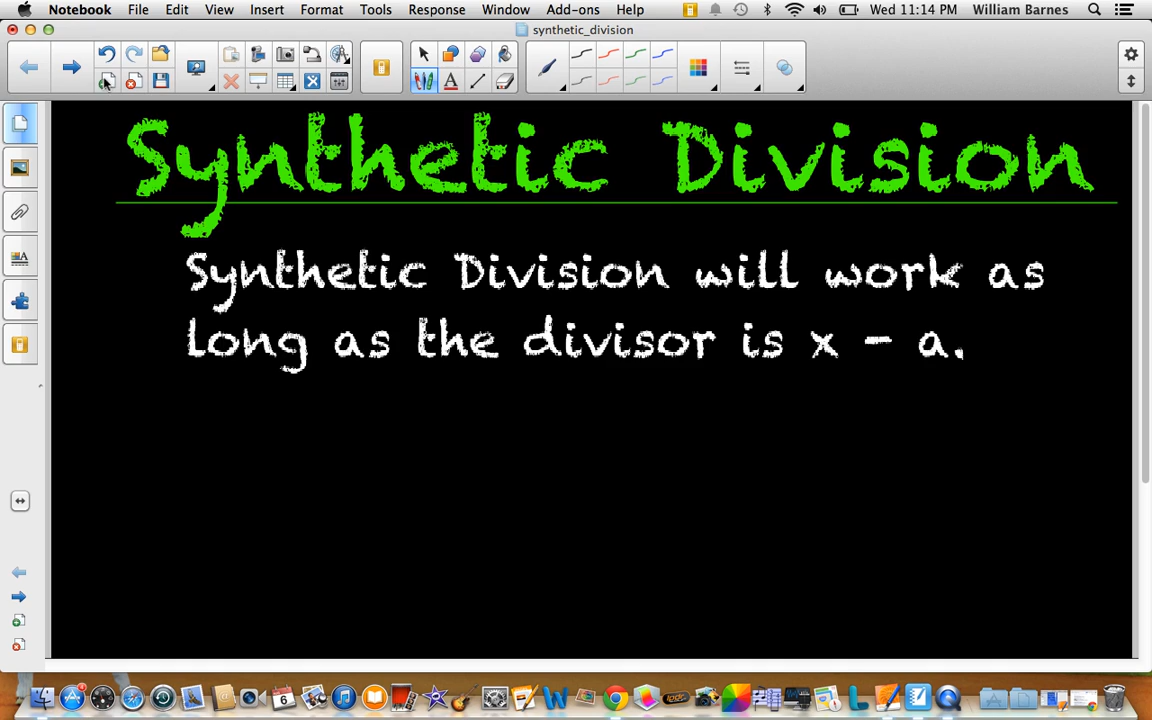 Notebook File Edit View Insert Format Tools Response Window Add-ons Help Wed 11:14 PM William Barnes
synthetic_division
Synthetic Division
Synthetic Division will work as
long as the divisor is x - a.